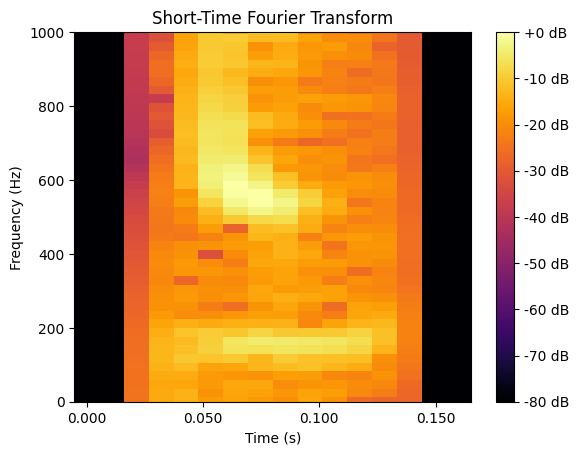 Short-Time Fourier Transform
1000
800
600
400
200
0
Frequency (Hz)
0.000
0.050
0.100
0.150
Time (s)
+0 dB
-10 dB
-20 dB
-30 dB
-40 dB
-50 dB
-60 dB
-70 dB
-80 dB